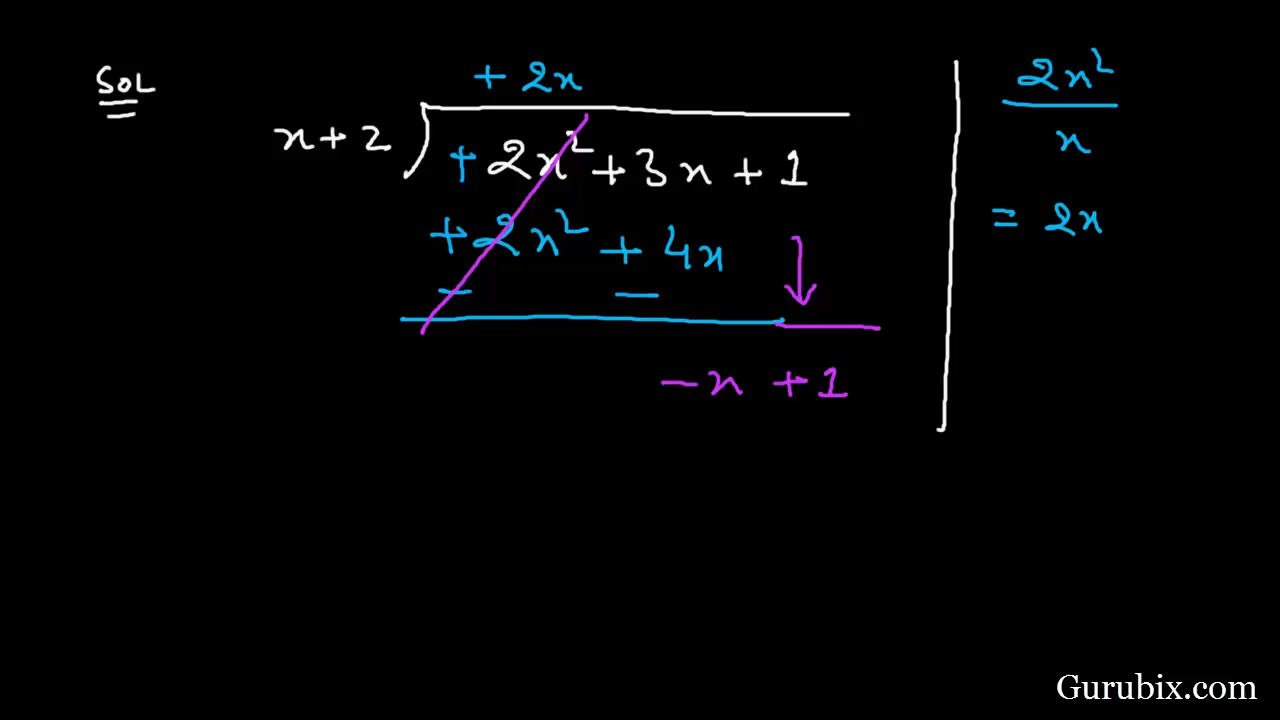 SOL
+ 2x
x + 2 ) + 2x² + 3x + 1
+ 2x² + 4x
− −
− x + 1
2x²
x
= 2x
Gurubix.com